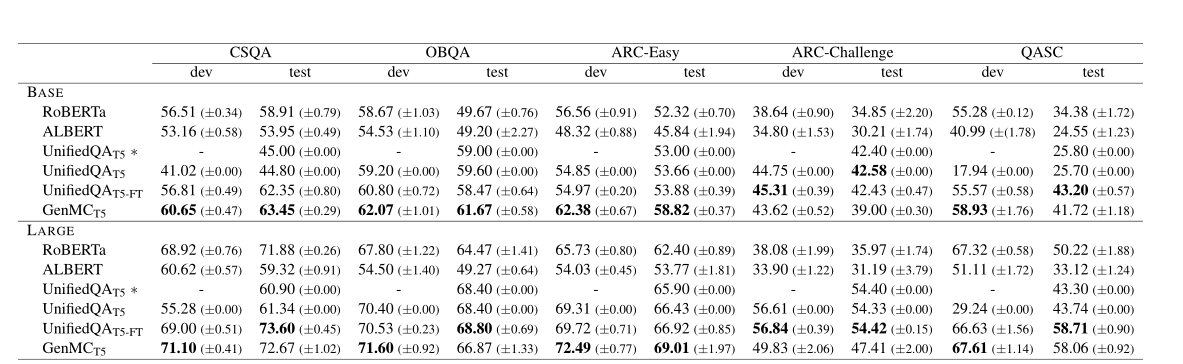 CSQA OBQA ARC-Easy ARC-Challenge QASC
dev test dev test dev test dev test dev test
BASE
RoBERTa 56.51 (±0.34) 58.91 (±0.79) 58.67 (±1.03) 49.67 (±0.76) 56.56 (±0.91) 52.32 (±0.70) 38.64 (±0.90) 34.85 (±2.20) 55.28 (±0.12) 34.38 (±1.72)
ALBERT 53.16 (±0.58) 53.95 (±0.49) 54.53 (±1.10) 49.20 (±2.27) 48.32 (±0.88) 45.84 (±1.94) 34.80 (±1.53) 30.21 (±1.74) 40.99 (±(1.78) 24.55 (±1.23)
UnifiedQA T5 * - 45.00 (±0.00) - 59.00 (±0.00) - 53.00 (±0.00) - 42.40 (±0.00) - 25.80 (±0.00)
UnifiedQA T5 41.02 (±0.00) 44.80 (±0.00) 59.20 (±0.00) 59.60 (±0.00) 54.85 (±0.00) 53.66 (±0.00) 44.75 (±0.00) 42.58 (±0.00) 17.94 (±0.00) 25.70 (±0.00)
UnifiedQA T5-FT 56.81 (±0.49) 62.35 (±0.80) 60.80 (±0.72) 58.47 (±0.64) 54.97 (±0.20) 53.88 (±0.39) 45.31 (±0.39) 42.43 (±0.47) 55.57 (±0.58) 43.20 (±0.57)
GenMC T5 60.65 (±0.47) 63.45 (±0.29) 62.07 (±1.01) 61.67 (±0.58) 62.38 (±0.67) 58.82 (±0.37) 43.62 (±0.52) 39.00 (±0.30) 58.93 (±1.76) 41.72 (±1.18)
LARGE
RoBERTa 68.92 (±0.76) 71.88 (±0.26) 67.80 (±1.22) 64.47 (±1.41) 65.73 (±0.80) 62.40 (±0.89) 38.08 (±1.99) 35.97 (±1.74) 67.32 (±0.58) 50.22 (±1.88)
ALBERT 60.62 (±0.57) 59.32 (±0.91) 54.50 (±1.40) 49.27 (±0.64) 54.03 (±0.45) 53.77 (±1.81) 33.90 (±1.22) 31.19 (±3.79) 51.11 (±1.72) 33.12 (±1.24)
UnifiedQA T5 * - 60.90 (±0.00) - 68.40 (±0.00) - 65.90 (±0.00) - 54.40 (±0.00) - 43.30 (±0.00)
UnifiedQA T5 55.28 (±0.00) 61.34 (±0.00) 70.40 (±0.00) 68.40 (±0.00) 69.31 (±0.00) 66.43 (±0.00) 56.61 (±0.00) 54.33 (±0.00) 29.24 (±0.00) 43.74 (±0.00)
UnifiedQA T5-FT 69.00 (±0.51) 73.60 (±0.45) 70.53 (±0.23) 68.80 (±0.69) 69.72 (±0.71) 66.92 (±0.85) 56.84 (±0.39) 54.42 (±0.15) 66.63 (±1.56) 58.71 (±0.90)
GenMC T5 71.10 (±0.41) 72.67 (±1.02) 71.60 (±0.92) 66.87 (±1.33) 72.49 (±0.77) 69.01 (±1.97) 49.83 (±2.06) 47.41 (±2.00) 67.61 (±1.14) 58.06 (±0.92)